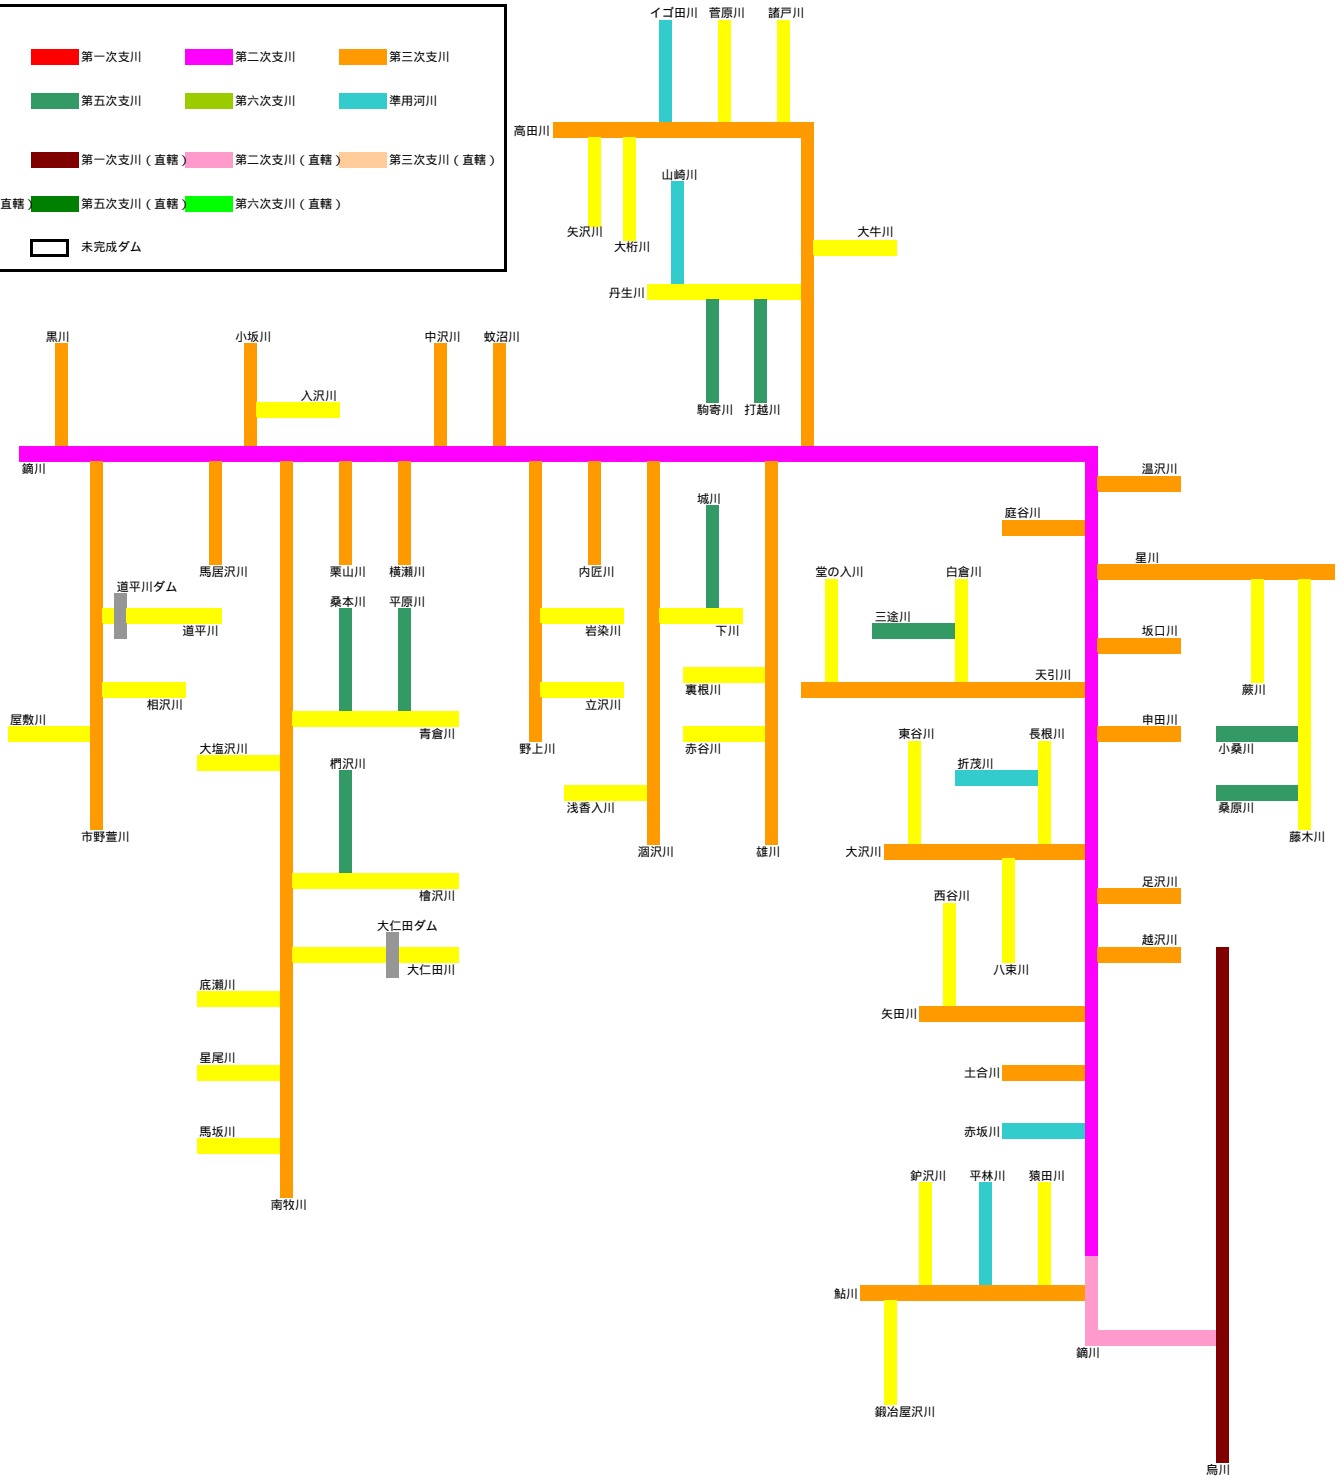 第一次支川
第二次支川
第三次支川
第五次支川
第六次支川
準用河川
第一次支川（直轄）
第二次支川（直轄）
第三次支川（直轄）
直轄）
第五次支川（直轄）
第六次支川（直轄）
未完成ダム
イゴ田川
菅原川
諸戸川
高田川
山崎川
矢沢川
大桁川
大牛川
丹生川
駒寄川
打越川
黒川
小坂川
中沢川
蚊沼川
入沢川
鏑川
温沢川
城川
庭谷川
星川
馬居沢川
栗山川
横瀬川
内匠川
堂の入川
白倉川
道平川ダム
桑本川
平原川
三途川
道平川
岩染川
下川
坂口川
天引川
裏根川
蕨川
相沢川
立沢川
屋敷川
申田川
青倉川
東谷川
長根川
大塩沢川
野上川
赤谷川
小桑川
椚沢川
折茂川
浅香入川
桑原川
市野萱川
藤木川
涸沢川
雄川
大沢川
足沢川
檜沢川
西谷川
大仁田ダム
越沢川
大仁田川
八束川
底瀬川
矢田川
星尾川
土合川
馬坂川
赤坂川
鈩沢川
平林川
猿田川
南牧川
鮎川
鏑川
鍛冶屋沢川
烏川